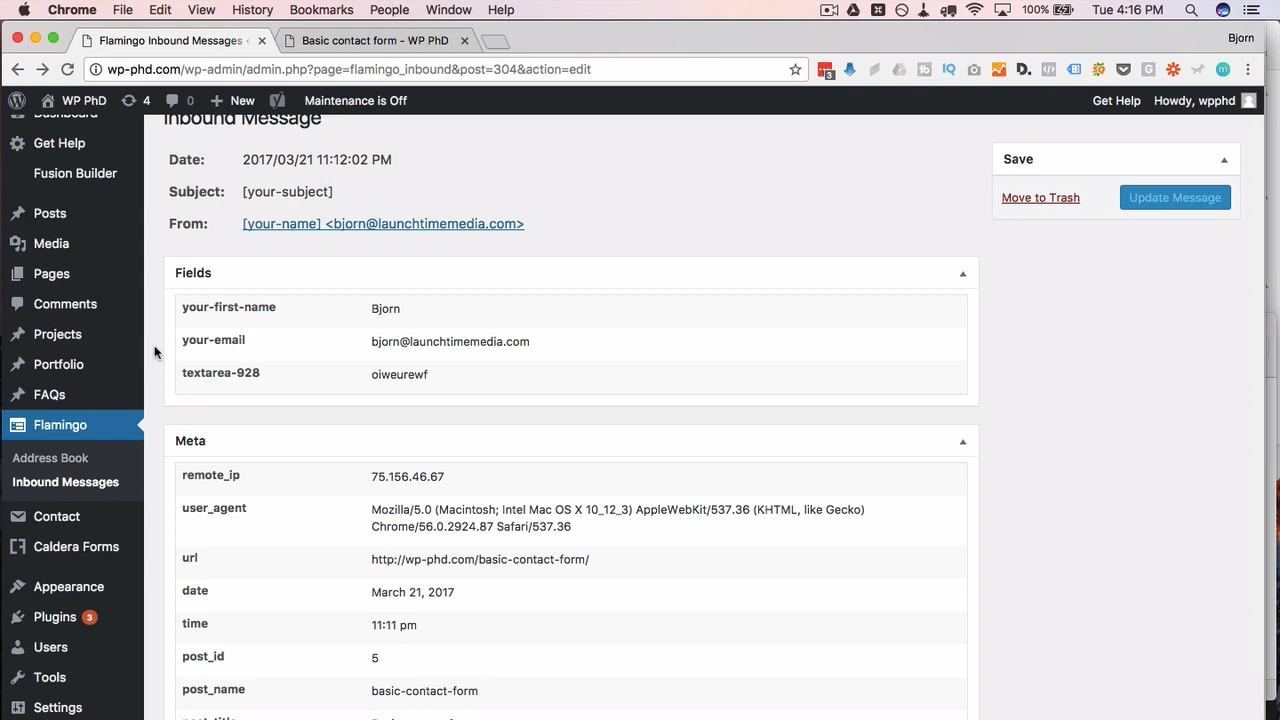 Chrome File Edit View History Bookmarks People Window Help 100% Tue 4:16 PM
Flamingo Inbound Messages
Basic contact form - WP PhD
Bjorn
wp-phd.com/wp-admin/admin.php?page=flamingo_inbound&post=304&action=edit
3
WP PhD 4 0 New Maintenance is Off Get Help Howdy, wpphd
Dashboard
Get Help
Fusion Builder
Posts
Media
Pages
Comments
Projects
Portfolio
FAQs
Flamingo
Address Book
Inbound Messages
Contact
Caldera Forms
Appearance
Plugins 3
Users
Tools
Settings
Inbound Message
Date: 2017/03/21 11:12:02 PM
Subject: [your-subject]
From: [your-name] <bjorn@launchtimemedia.com>
Fields
your-first-name Bjorn
your-email bjorn@launchtimemedia.com
textarea-928 oiweurewf
Meta
remote_ip 75.156.46.67
user_agent Mozilla/5.0 (Macintosh; Intel Mac OS X 10_12_3) AppleWebKit/537.36 (KHTML, like Gecko)
Chrome/56.0.2924.87 Safari/537.36
url http://wp-phd.com/basic-contact-form/
date March 21, 2017
time 11:11 pm
post_id 5
post_name basic-contact-form
Save
Move to Trash Update Message